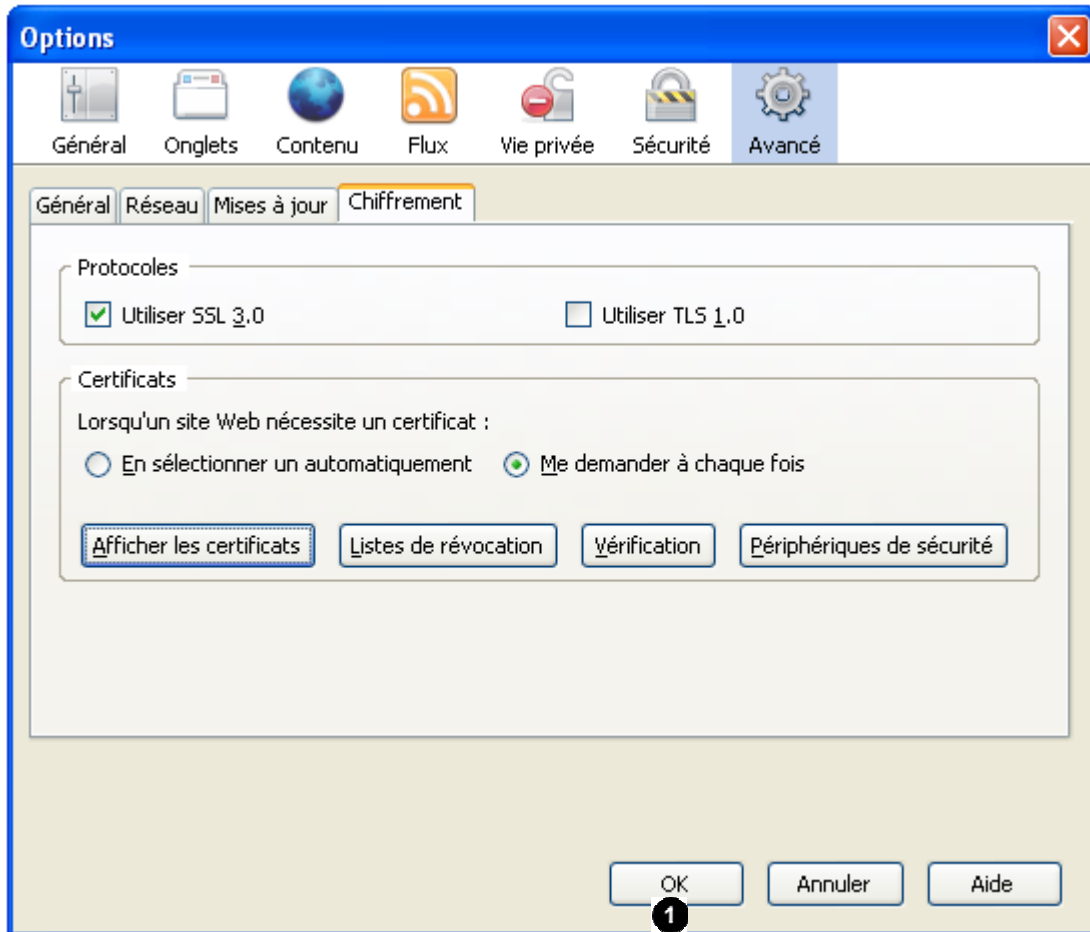 Options
Général Onglets Contenu Flux Vie privée Sécurité Avancé
Général Réseau Mises à jour Chiffrement
Protocoles
Utiliser SSL 3.0 Utiliser TLS 1.0
Certificats
Lorsqu'un site Web nécessite un certificat :
En sélectionner un automatiquement Me demander à chaque fois
Afficher les certificats Listes de révocation Vérification Périphériques de sécurité
OK Annuler Aide
1